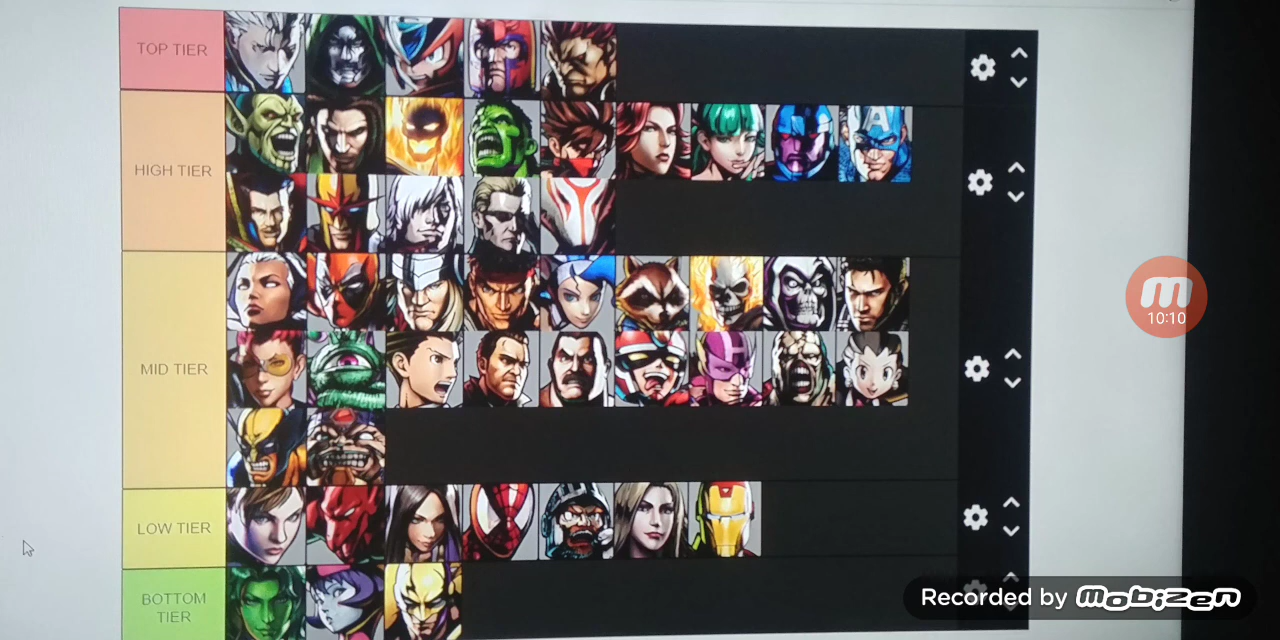 TOP TIER
HIGH TIER
MID TIER
LOW TIER
BOTTOM
TIER
A
H
M
10:10
Recorded by mobizen